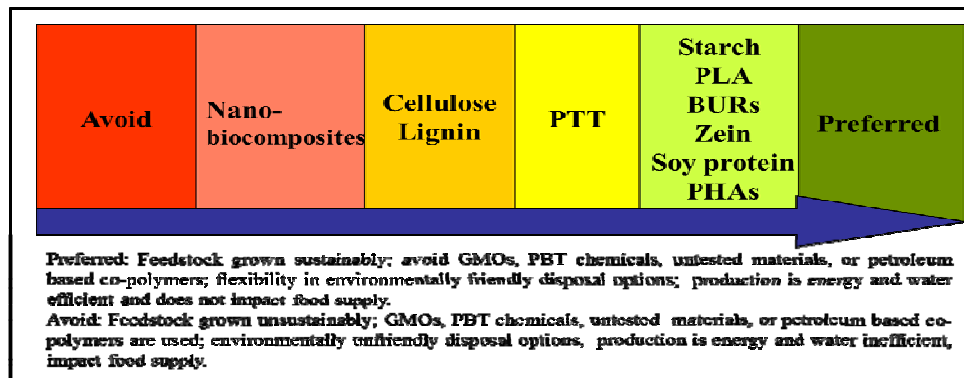 Avoid
Nano-
biocomposites
Cellulose
Lignin
PTT
Starch
PLA
BURs
Zein
Soy protein
PHAs
Preferred
Preferred: Feedstock grown sustainably; avoid GMOs, PBT chemicals, untested materials, or petroleum
based co-polymers; flexibility in environmentally friendly disposal options; production is energy and water
efficient and does not impact food supply.
Avoid: Feedstock grown unsustainably; GMOs, PBT chemicals, untested materials, or petroleum based co-
polymers are used; environmentally unfriendly disposal options, production is energy and water inefficient,
impact food supply.